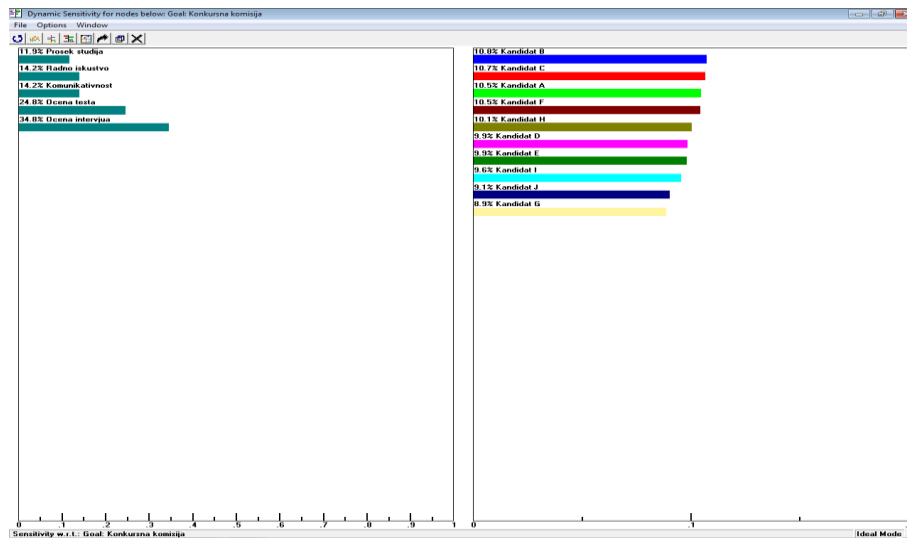 Dynamic Sensitivity for nodes below: Goal: Konkursna komisija
File Options Window
11.9% Prosek studija
14.2% Radno iskustvo
14.2% Komunikativnost
24.8% Ocena testa
34.8% Ocena intervjua
0 .1 .2 .3 .4 .5 .6 .7 .8 .9 1
10.8% Kandidat B
10.7% Kandidat C
10.5% Kandidat A
10.5% Kandidat F
10.1% Kandidat H
9.9% Kandidat D
9.9% Kandidat E
9.6% Kandidat I
9.1% Kandidat J
8.9% Kandidat G
0 .1
Sensitivity w.r.t.: Goal: Konkursna komisija
Ideal Mode